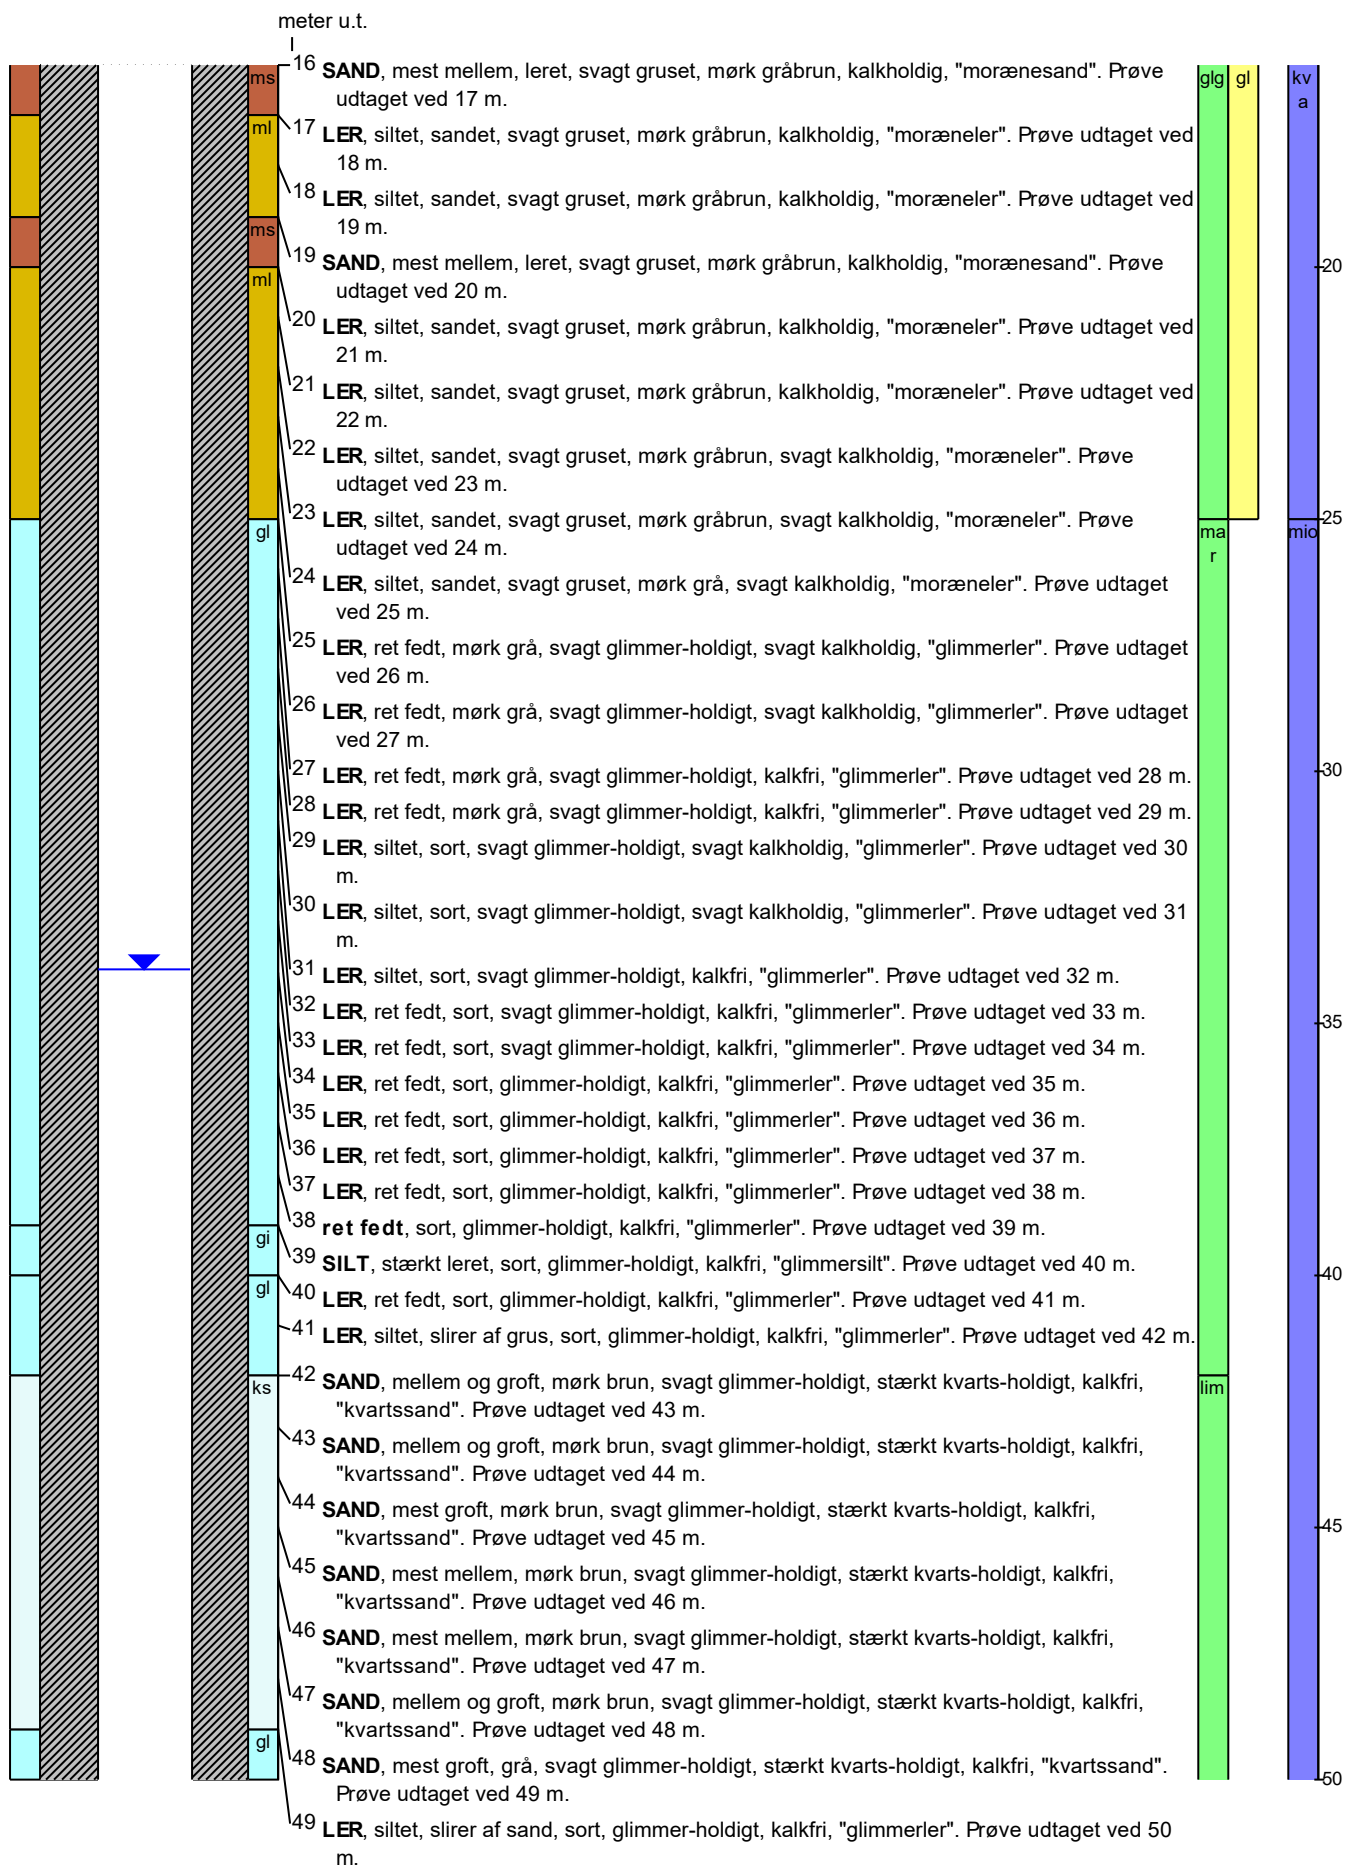 meter u.t.
16 SAND, mest mellem, leret, svagt gruset, mørk gråbrun, kalkholdig, "morænesand". Prøve
udtaget ved 17 m.
17 LER, siltet, sandet, svagt gruset, mørk gråbrun, kalkholdig, "moræneler". Prøve udtaget ved
18 m.
18 LER, siltet, sandet, svagt gruset, mørk gråbrun, kalkholdig, "moræneler". Prøve udtaget ved
19 m.
19 SAND, mest mellem, leret, svagt gruset, mørk gråbrun, kalkholdig, "morænesand". Prøve
udtaget ved 20 m.
20 LER, siltet, sandet, svagt gruset, mørk gråbrun, kalkholdig, "moræneler". Prøve udtaget ved
21 m.
21 LER, siltet, sandet, svagt gruset, mørk gråbrun, kalkholdig, "moræneler". Prøve udtaget ved
22 m.
22 LER, siltet, sandet, svagt gruset, mørk gråbrun, svagt kalkholdig, "moræneler". Prøve
udtaget ved 23 m.
23 LER, siltet, sandet, svagt gruset, mørk gråbrun, svagt kalkholdig, "moræneler". Prøve
udtaget ved 24 m.
24 LER, siltet, sandet, svagt gruset, mørk grå, svagt kalkholdig, "moræneler". Prøve udtaget
ved 25 m.
25 LER, ret fedt, mørk grå, svagt glimmer-holdigt, svagt kalkholdig, "glimmerler". Prøve udtaget
ved 26 m.
26 LER, ret fedt, mørk grå, svagt glimmer-holdigt, svagt kalkholdig, "glimmerler". Prøve udtaget
ved 27 m.
27 LER, ret fedt, mørk grå, svagt glimmer-holdigt, kalkfri, "glimmerler". Prøve udtaget ved 28 m.
28 LER, ret fedt, mørk grå, svagt glimmer-holdigt, kalkfri, "glimmerler". Prøve udtaget ved 29 m.
29 LER, siltet, sort, svagt glimmer-holdigt, svagt kalkholdig, "glimmerler". Prøve udtaget ved 30
m.
30 LER, siltet, sort, svagt glimmer-holdigt, svagt kalkholdig, "glimmerler". Prøve udtaget ved 31
m.
31 LER, siltet, sort, svagt glimmer-holdigt, kalkfri, "glimmerler". Prøve udtaget ved 32 m.
32 LER, ret fedt, sort, svagt glimmer-holdigt, kalkfri, "glimmerler". Prøve udtaget ved 33 m.
33 LER, ret fedt, sort, svagt glimmer-holdigt, kalkfri, "glimmerler". Prøve udtaget ved 34 m.
34 LER, ret fedt, sort, glimmer-holdigt, kalkfri, "glimmerler". Prøve udtaget ved 35 m.
35 LER, ret fedt, sort, glimmer-holdigt, kalkfri, "glimmerler". Prøve udtaget ved 36 m.
36 LER, ret fedt, sort, glimmer-holdigt, kalkfri, "glimmerler". Prøve udtaget ved 37 m.
37 LER, ret fedt, sort, glimmer-holdigt, kalkfri, "glimmerler". Prøve udtaget ved 38 m.
38 ret fedt, sort, glimmer-holdigt, kalkfri, "glimmerler". Prøve udtaget ved 39 m.
39 SILT, stærkt leret, sort, glimmer-holdigt, kalkfri, "glimmersilt". Prøve udtaget ved 40 m.
40 LER, ret fedt, sort, glimmer-holdigt, kalkfri, "glimmerler". Prøve udtaget ved 41 m.
41 LER, siltet, slirer af grus, sort, glimmer-holdigt, kalkfri, "glimmerler". Prøve udtaget ved 42 m.
42 SAND, mellem og groft, mørk brun, svagt glimmer-holdigt, stærkt kvarts-holdigt, kalkfri,
"kvartssand". Prøve udtaget ved 43 m.
43 SAND, mellem og groft, mørk brun, svagt glimmer-holdigt, stærkt kvarts-holdigt, kalkfri,
"kvartssand". Prøve udtaget ved 44 m.
44 SAND, mest groft, mørk brun, svagt glimmer-holdigt, stærkt kvarts-holdigt, kalkfri,
"kvartssand". Prøve udtaget ved 45 m.
45 SAND, mest mellem, mørk brun, svagt glimmer-holdigt, stærkt kvarts-holdigt, kalkfri,
"kvartssand". Prøve udtaget ved 46 m.
46 SAND, mest mellem, mørk brun, svagt glimmer-holdigt, stærkt kvarts-holdigt, kalkfri,
"kvartssand". Prøve udtaget ved 47 m.
47 SAND, mellem og groft, mørk brun, svagt glimmer-holdigt, stærkt kvarts-holdigt, kalkfri,
"kvartssand". Prøve udtaget ved 48 m.
48 SAND, mest groft, grå, svagt glimmer-holdigt, stærkt kvarts-holdigt, kalkfri, "kvartssand".
Prøve udtaget ved 49 m.
49 LER, siltet, slirer af sand, sort, glimmer-holdigt, kalkfri, "glimmerler". Prøve udtaget ved 50
m.
ms
ml
ms
ml
gl
gi
gl
ks
gl
glg
ma
r
lim
gl
kv
a
mio
20
25
30
35
40
45
50